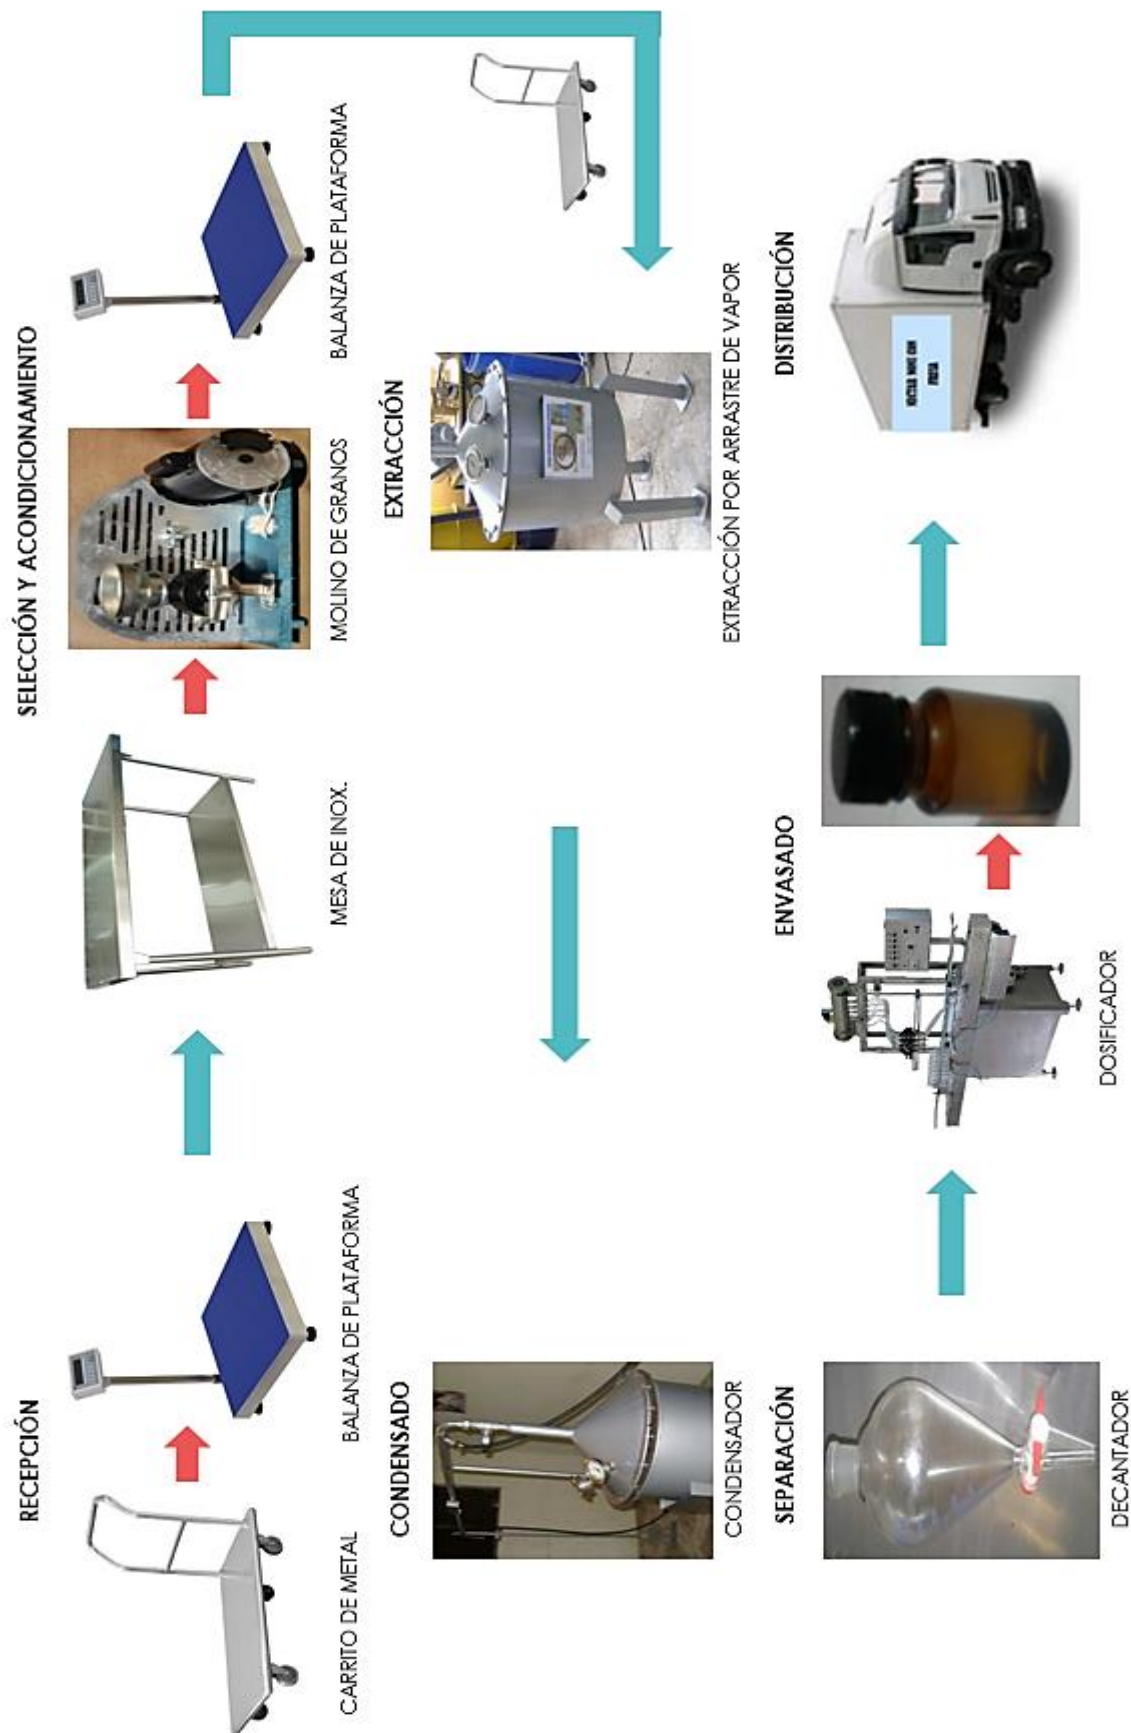 RECEPCIÓN
SELECCIÓN Y ACONDICIONAMIENTO
CARRITO DE METAL
BALANZA DE PLATAFORMA
MESA DE INOX.
MOLINO DE GRANOS
BALANZA DE PLATAFORMA
CONDENSADO
EXTRACCIÓN
CONDENSADOR
EXTRACCIÓN POR ARRASTRE DE VAPOR
SEPARACIÓN
ENVASADO
DISTRIBUCIÓN
DECANTADOR
DOSIFICADOR